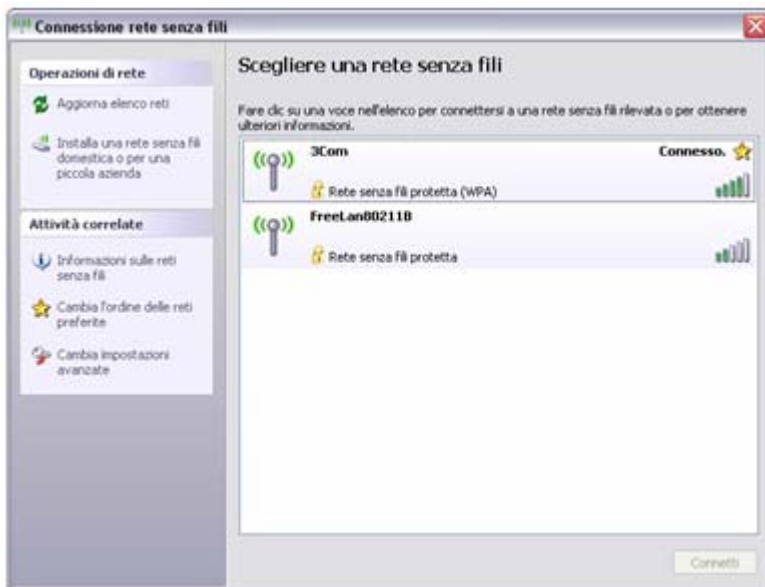 Connessione rete senza fili
Operazioni di rete
Aggiorna elenco reti
Installa una rete senza fili
domestica o per una
piccola azienda
Attività correlate
Informazioni sulle reti
senza fili
Cambia l'ordine delle reti
preferite
Cambia impostazioni
avanzate
Scegliere una rete senza fili
Fare clic su una voce nell'elenco per connettersi a una rete senza fili rilevata o per ottenere
ulteriori informazioni.
3Com Connesso.
Rete senza fili protetta (WPA)
FreeLan80211B
Rete senza fili protetta
Connetti